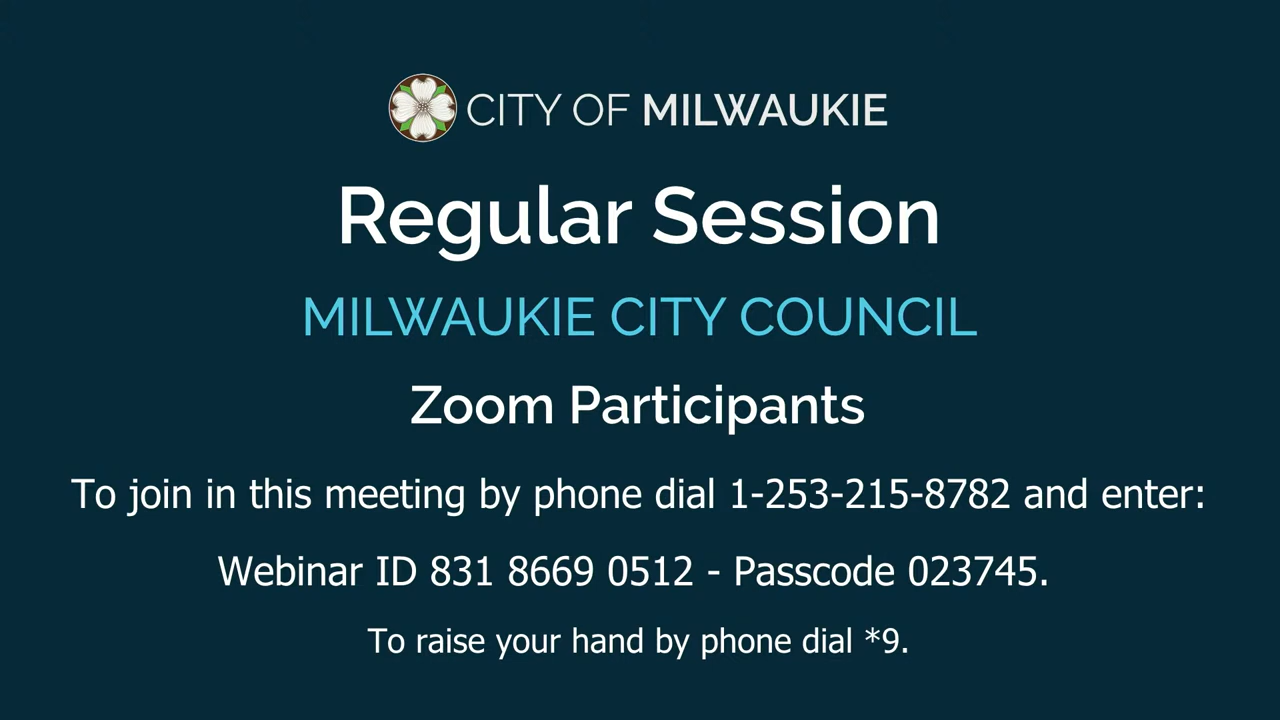 CITY OF MILWAUKIE
Regular Session
MILWAUKIE CITY COUNCIL
Zoom Participants
To join in this meeting by phone dial 1-253-215-8782 and enter:
Webinar ID 831 8669 0512 - Passcode 023745.
To raise your hand by phone dial *9.